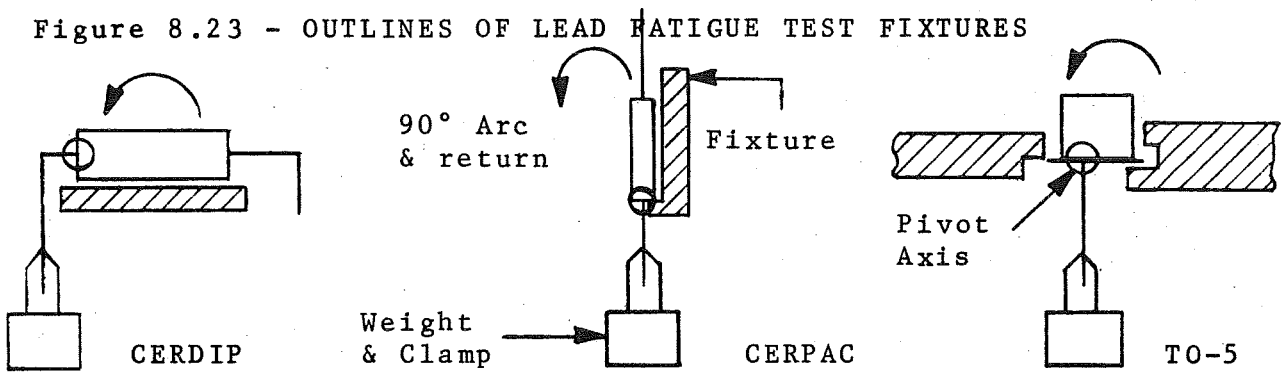 Figure 8.23 - OUTLINES OF LEAD FATIGUE TEST FIXTURES
90° Arc
& return
Fixture
Pivot
Axis
Weight
& Clamp
CERDIP
CERPAC
TO-5